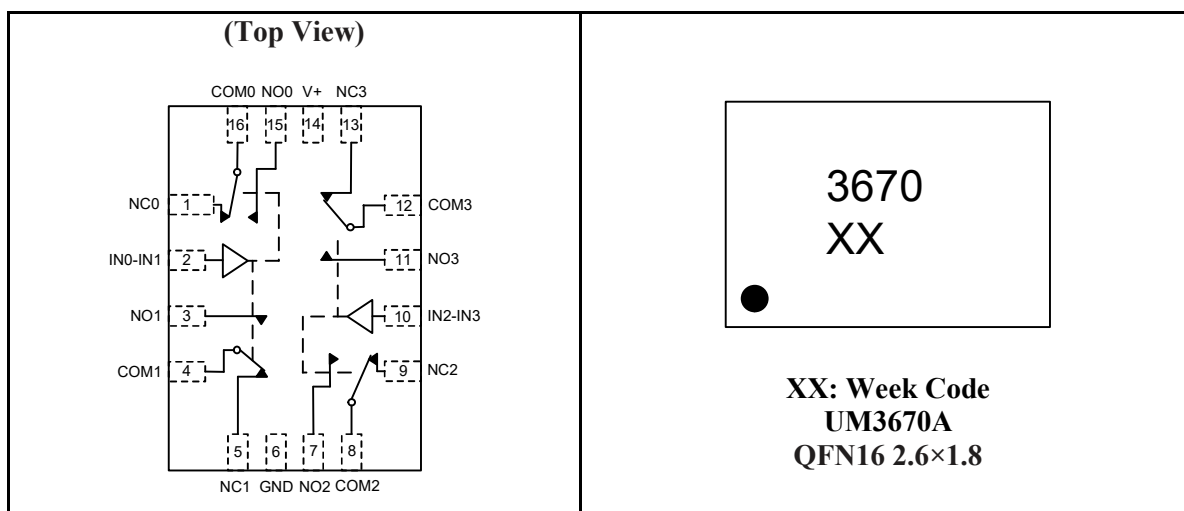 (Top View)
COM0 NO0 V+ NC3
16 15 14 13
NC0 1
12 COM3
IN0-IN1 2
11 NO3
NO1 3
10 IN2-IN3
COM1 4
9 NC2
5 6 7 8
NC1 GND NO2 COM2
3670
XX
XX: Week Code
UM3670A
QFN16 2.6×1.8